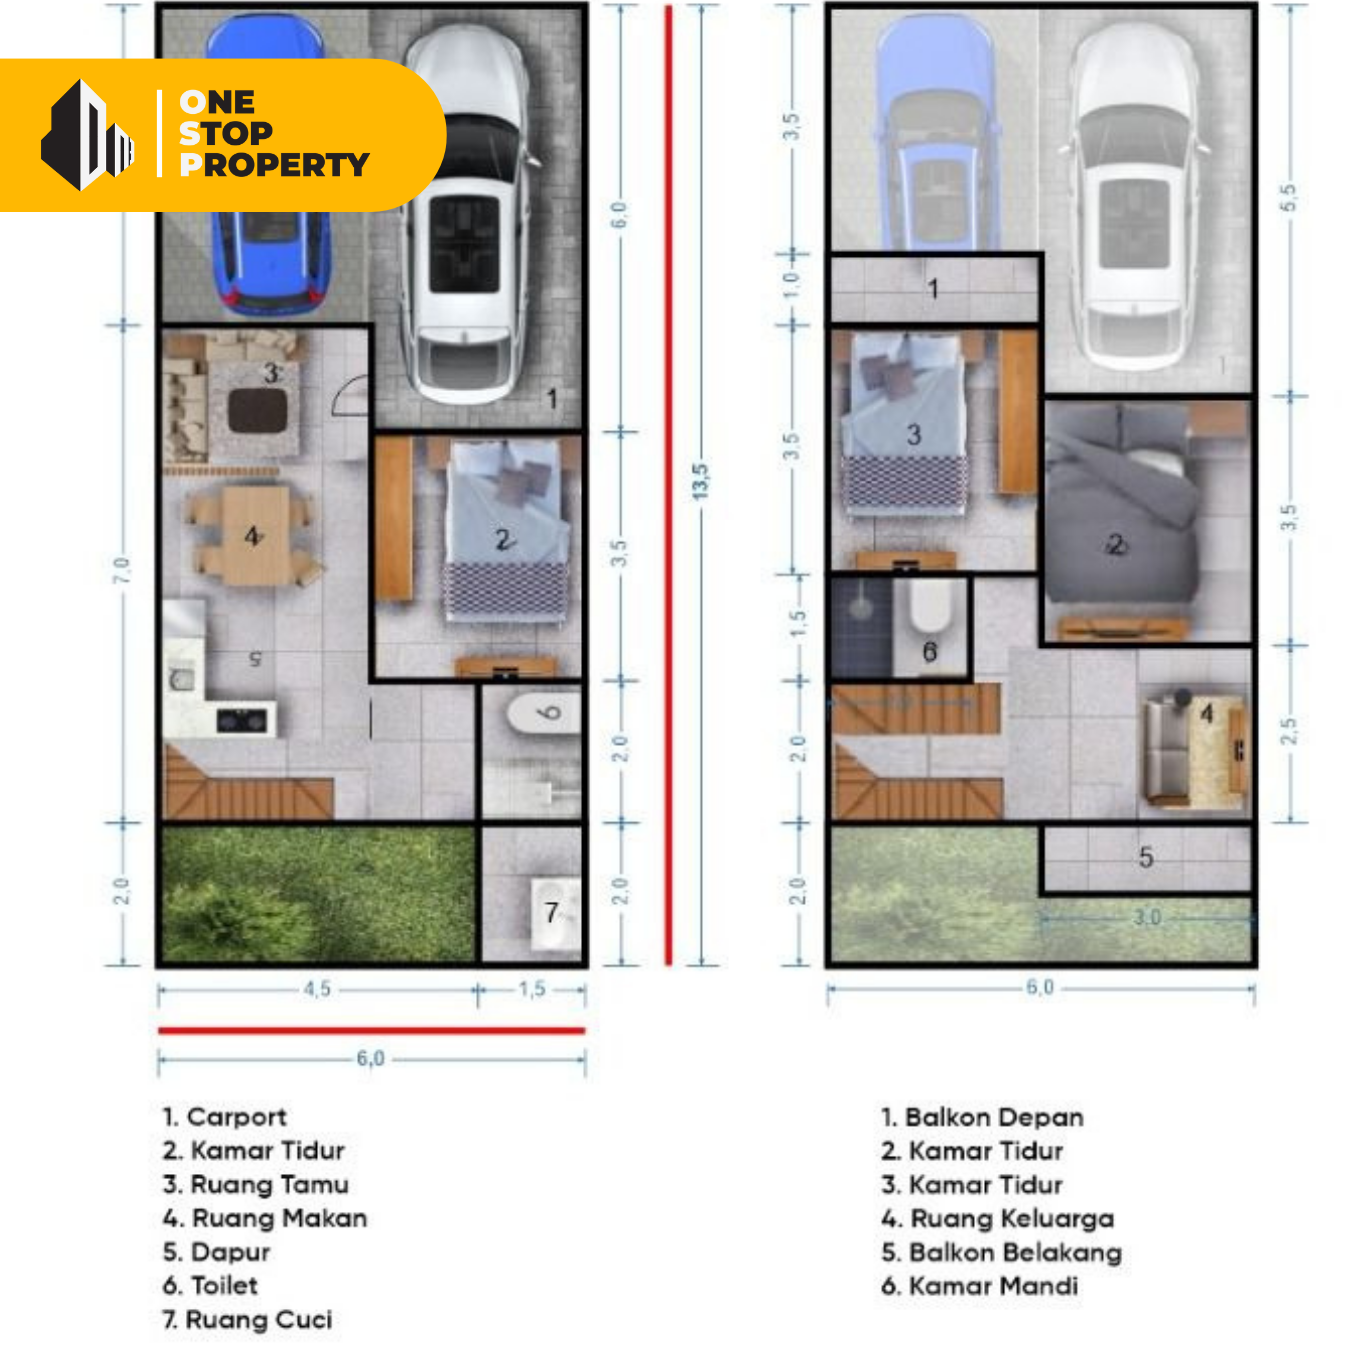 ONE
STOP
PROPERTY
6.0
7.0
3,5
2.0
2.0
2.0
13,5
1
2
3
4
5
6
7
4,5
1,5
6,0
3,5
1.0
3,5
1,5
2.0
2.0
5,5
3,5
2,5
1
1
2
3
4
5
6
3.0
6,0
1. Carport
2. Kamar Tidur
3. Ruang Tamu
4. Ruang Makan
5. Dapur
6. Toilet
7. Ruang Cuci
1. Balkon Depan
2. Kamar Tidur
3. Kamar Tidur
4. Ruang Keluarga
5. Balkon Belakang
6. Kamar Mandi